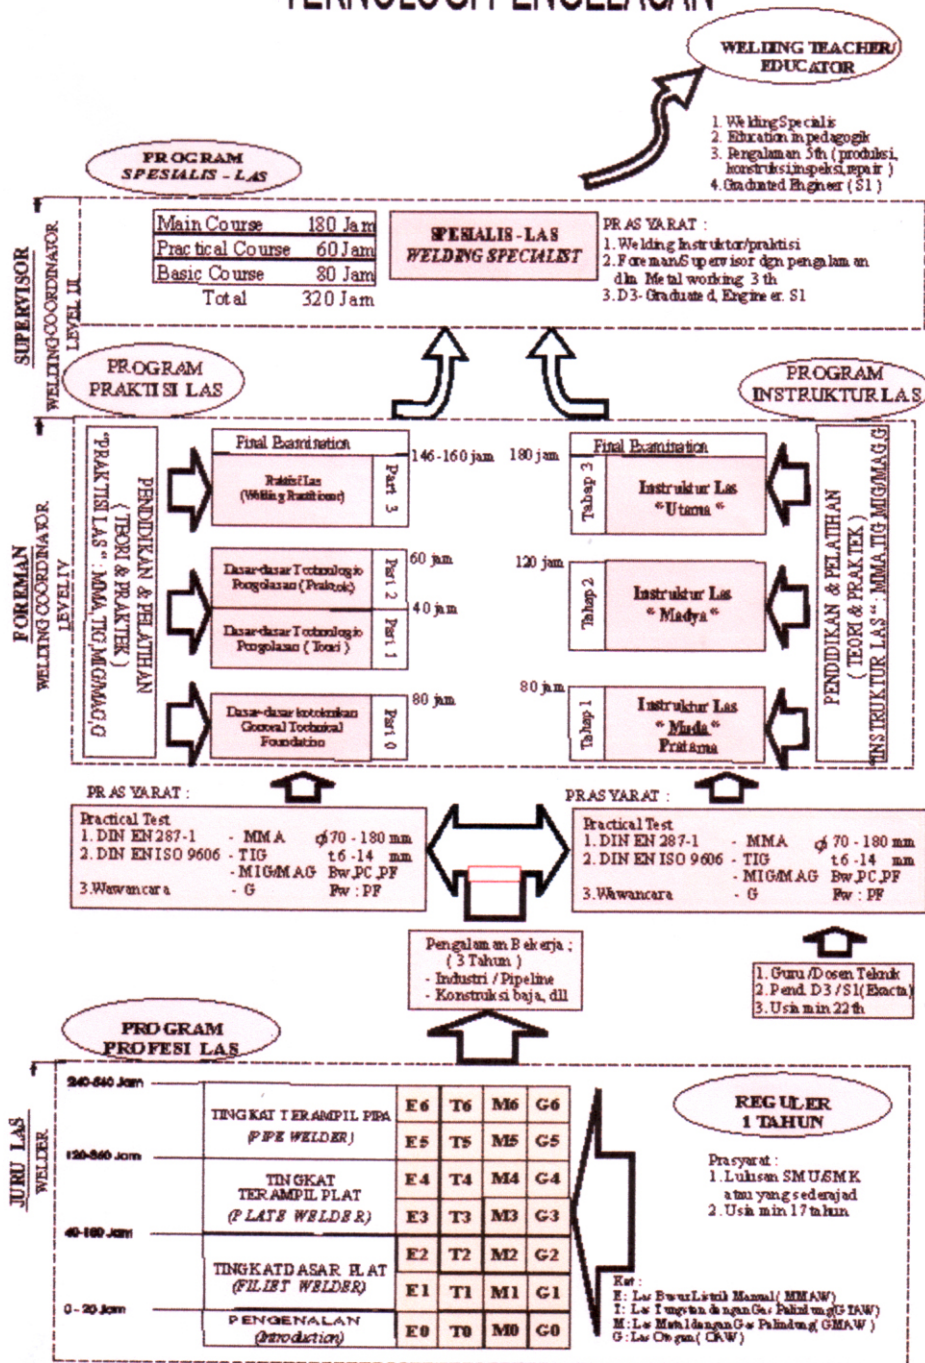 TEKNOLOGI PENGELASAN
WELDING TEACHER/
EDUCATOR
1. Welding Specialis
2. Education in pedagogik
3. Pengalaman 5th ( produksi,
konstruksi,inspeksi,repair )
4.Graduated Engineer ( S1 )
PROGRAM
SPESIALIS - LAS
Main Course 180 Jam
Practical Course 60 Jam
Basic Course 80 Jam
Total 320 Jam
SPESIALIS - LAS
WELDING SPECIALIST
PRASYARAT :
1. Welding Instruktor/praktisi
2. Foreman/Supervisor dgn pengalaman
dlm Metal working 3 th
3. D3- Graduated, Engineer. S1
SUPERVISOR
WELDING COORDINATOR
LEVEL III
PROGRAM
PRAKTISI LAS
PROGRAM
INSTRUKTUR LAS
FOREMAN
WELDING COORDINATOR
LEVEL IV
PENDIDIKAN & PELATIHAN
( TEORI & PRAKTEK )
"PRAKTISI LAS" : MMA, TIG, MIG/MAG, G
Final Examination
146-160 jam
Praktisi Las
(Welding Practitioner)
Part 3
60 jam
Dasar-dasar Technologie
Pengelasan ( Praktek )
Part 2
40 jam
Dasar-dasar Technologie
Pengelasan ( Teori )
Part 1
80 jam
Dasar-dasar keteknikan
General Technical
Foundation
Part 0
180 jam
Final Examination
Tahap 3
Instruktur Las
" Utama "
120 jam
Tahap 2
Instruktur Las
" Madya "
80 jam
Tahap 1
Instruktur Las
" Muda "
Pratama
PENDIDIKAN & PELATIHAN
( TEORI & PRAKTEK )
"INSTRUKTUR LAS" : MMA,TIG MIG/MAG,G
PRASYARAT :
Practical Test
1. DIN EN 287-1 - MMA ϕ 70 - 180 mm
2. DIN EN ISO 9606 - TIG t 6 -14 mm
- MIG/MAG Bw,PC,PF
3.Wawancara - G Fw : PF
PRASYARAT :
Practical Test
1. DIN EN 287-1 - MMA ϕ 70 - 180 mm
2. DIN EN ISO 9606 - TIG t 6 -14 mm
- MIG/MAG Bw,PC,PF
3.Wawancara - G Fw : PF
Pengalaman Bekerja ;
( 3 Tahun )
- Industri / Pipeline
- Konstruksi baja, dll
1. Guru /Dosen Teknik
2. Pend. D3 / S1(Exacta)
3. Usia min 22th
PROGRAM
PROFESI LAS
JURU LAS
WELDER
TINGKAT TERAMPIL PIPA
(PIPE WELDER)
E6 T6 M6 G6
E5 T5 M5 G5
TINGKAT
TERAMPIL PLAT
(PLATE WELDER)
E4 T4 M4 G4
E3 T3 M3 G3
TINGKAT DASAR PLAT
(FILIET WELDER)
E2 T2 M2 G2
E1 T1 M1 G1
0 - 20 Jam
PENGENALAN
(Introduction)
E0 T0 M0 G0
REGULER
1 TAHUN
Prasyarat :
1. Lulusan SMU/SMK
atau yang sederajad
2. Usia min 17 tahun
Ket :
E : Las Busur Listrik Manual ( MMAW )
T : Las Tungsten dengan Gas Pelindung (GTAW)
M : Las Metal dengan Gas Pelindung( GMAW )
G : Las Oksigen ( OAW )